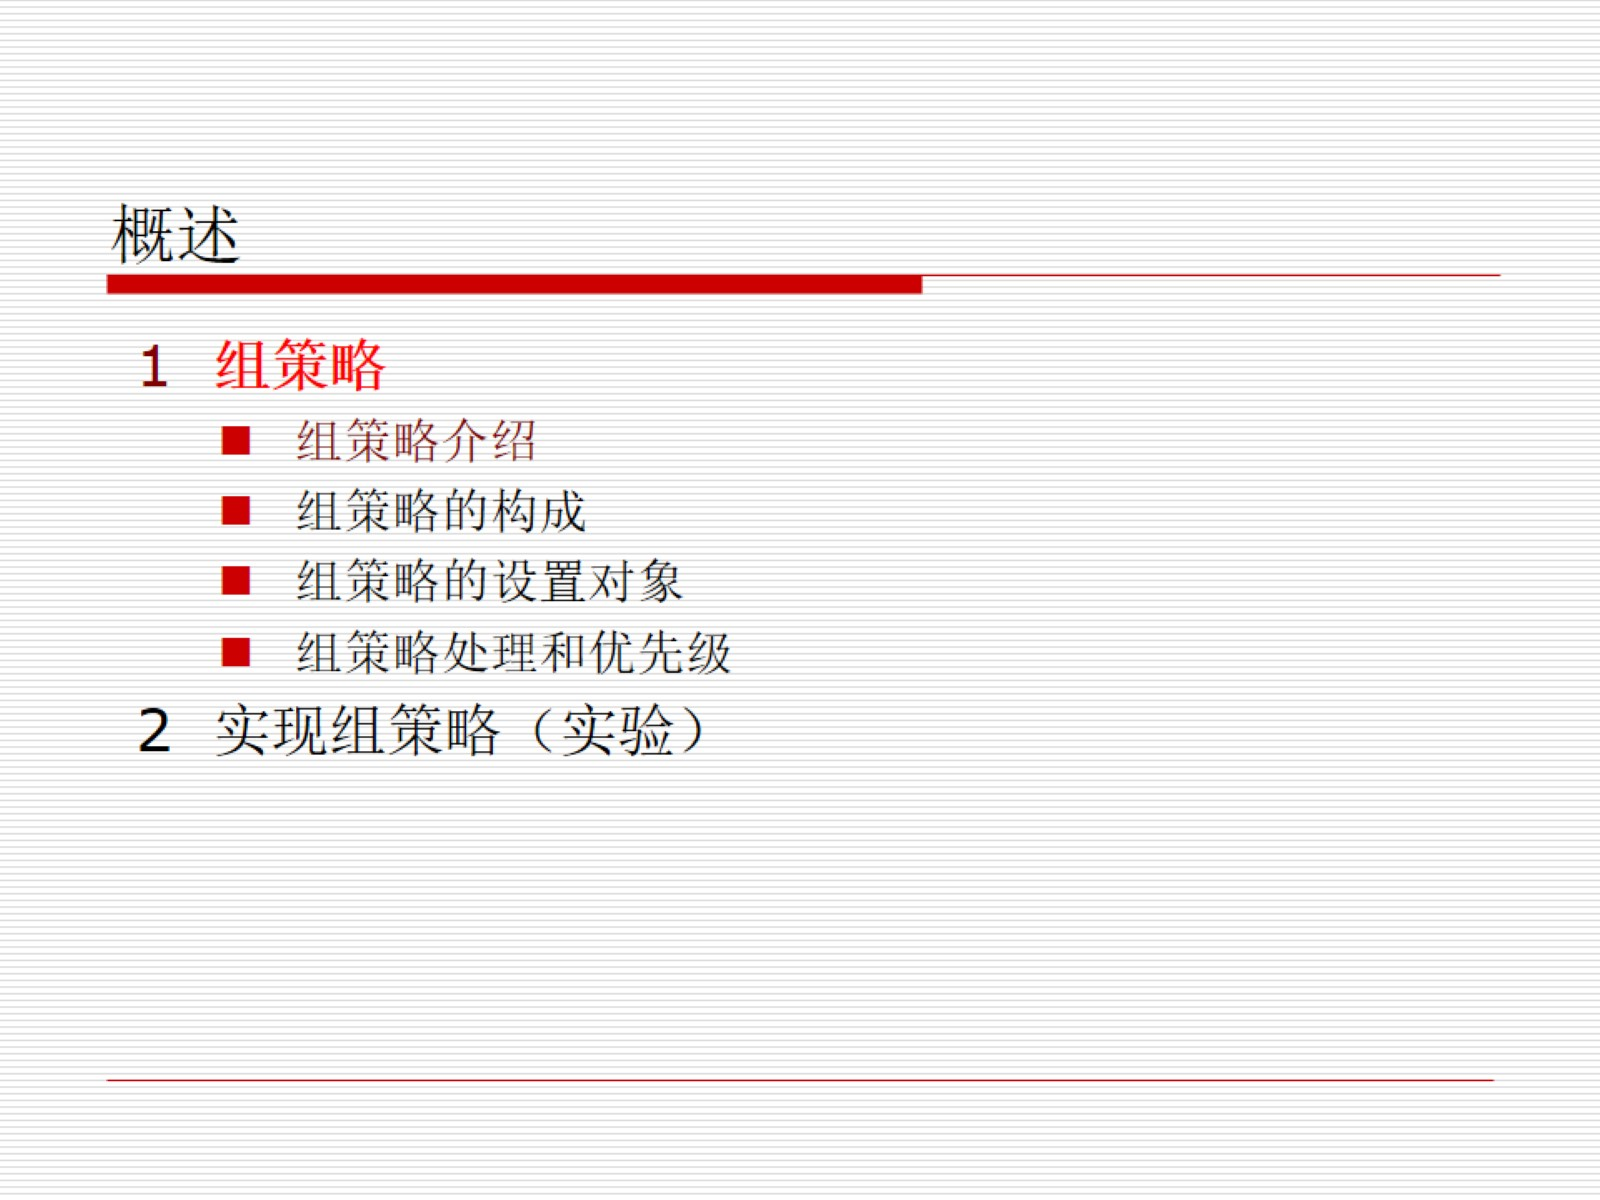 概述
1 组策略
组策略介绍
组策略的构成
组策略的设置对象
组策略处理和优先级
2 实现组策略（实验）